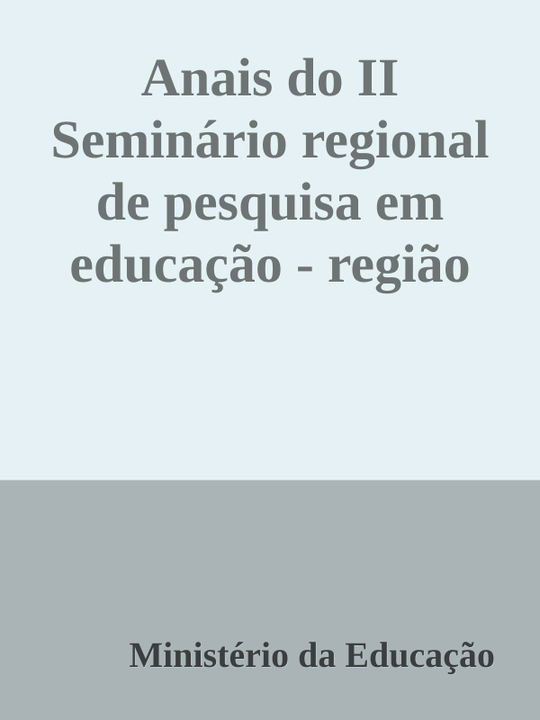 Anais do II
Seminário regional
de pesquisa em
educação - região
Ministério da Educação